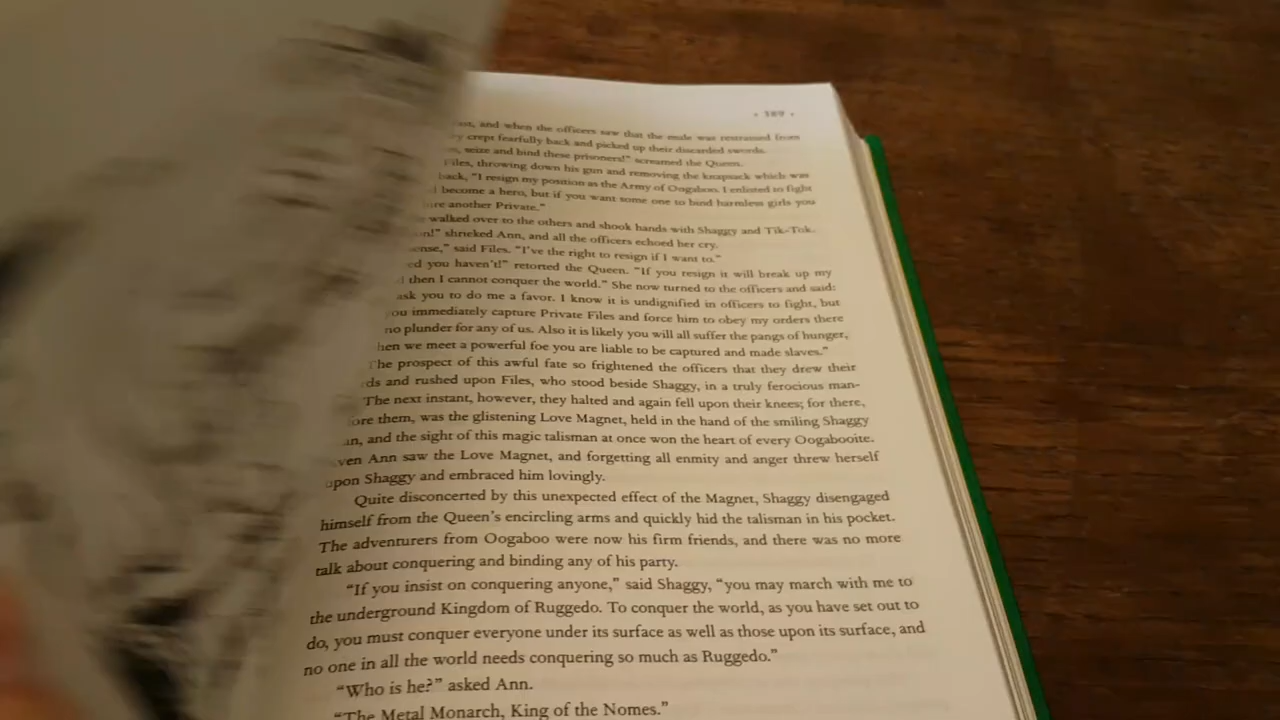 • 389 •
and when the officers saw that the mule was restrained from
crept fearfully back and picked up their discarded swords.
seize and bind these prisoners!” screamed the Queen.
Files, throwing down his gun and removing the knapsack which was
back, “I resign my position as the Army of Oogaboo. I enlisted to fight
become a hero, but if you want some one to bind harmless girls you
another Private.”
walked over to the others and shook hands with Shaggy and Tik-Tok.
shrieked Ann, and all the officers echoed her cry.
said Files. “I’ve the right to resign if I want to.”
you haven’t!” retorted the Queen. “If you resign it will break up my
then I cannot conquer the world.” She now turned to the officers and said:
ask you to do me a favor. I know it is undignified in officers to fight, but
you immediately capture Private Files and force him to obey my orders there
no plunder for any of us. Also it is likely you will all suffer the pangs of hunger,
hen we meet a powerful foe you are liable to be captured and made slaves.”
The prospect of this awful fate so frightened the officers that they drew their
ds and rushed upon Files, who stood beside Shaggy, in a truly ferocious man-
The next instant, however, they halted and again fell upon their knees; for there,
ore them, was the glistening Love Magnet, held in the hand of the smiling Shaggy
an, and the sight of this magic talisman at once won the heart of every Oogabooite.
ven Ann saw the Love Magnet, and forgetting all enmity and anger threw herself
upon Shaggy and embraced him lovingly.
Quite disconcerted by this unexpected effect of the Magnet, Shaggy disengaged
himself from the Queen’s encircling arms and quickly hid the talisman in his pocket.
The adventurers from Oogaboo were now his firm friends, and there was no more
talk about conquering and binding any of his party.
“If you insist on conquering anyone,” said Shaggy, “you may march with me to
the underground Kingdom of Ruggedo. To conquer the world, as you have set out to
do, you must conquer everyone under its surface as well as those upon its surface, and
no one in all the world needs conquering so much as Ruggedo.”
“Who is he?” asked Ann.
“The Metal Monarch, King of the Nomes.”